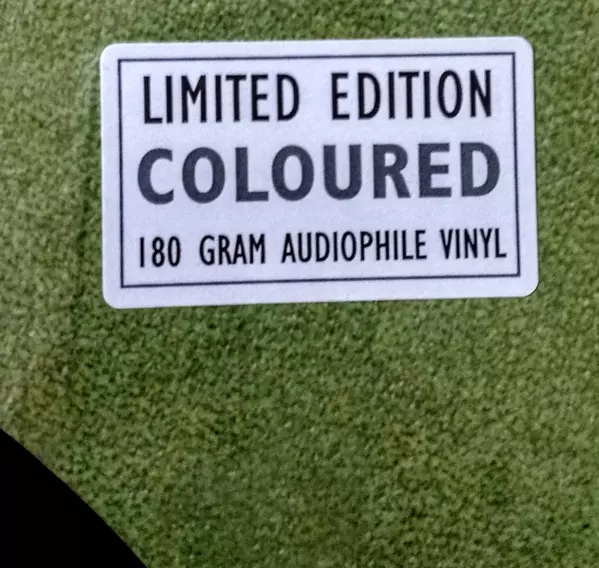 LIMITED EDITION
COLOURED
180 GRAM AUDIOPHILE VINYL